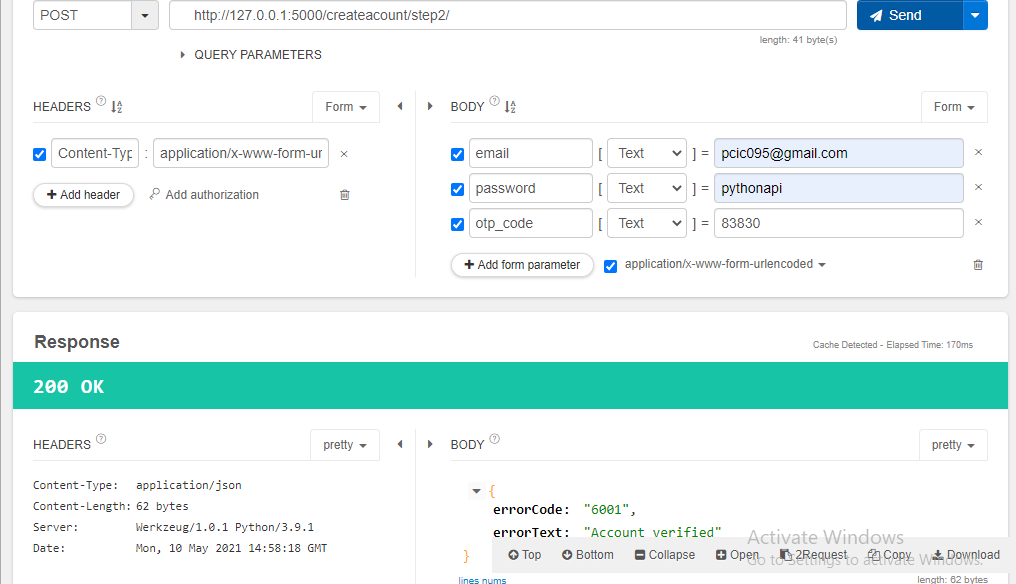 POST
http://127.0.0.1:5000/createacount/step2/
Send
length: 41 byte(s)
QUERY PARAMETERS
HEADERS ? Form
BODY ? Form
Content-Typ : application/x-www-form-ur ×
+ Add header Add authorization
email [ Text ] = pcic095@gmail.com ×
password [ Text ] = pythonapi ×
otp_code [ Text ] = 83830 ×
+ Add form parameter application/x-www-form-urlencoded
Response
Cache Detected - Elapsed Time: 170ms
200 OK
HEADERS ? pretty
BODY ? pretty
Content-Type: application/json
Content-Length: 62 bytes
Server: Werkzeug/1.0.1 Python/3.9.1
Date: Mon, 10 May 2021 14:58:18 GMT
{
errorCode: "6001",
errorText: "Account verified"
}
Top Bottom Collapse Open 2Request Copy Download
Activate Windows
Go to Settings to activate Windows.
lines nums
length: 62 bytes